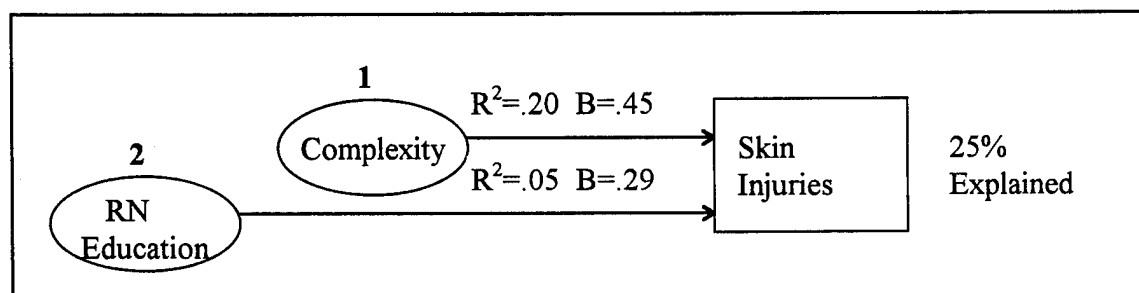 1
R²=.20 B=.45
Complexity
2
R²=.05 B=.29
RN
Education
Skin
Injuries
25%
Explained